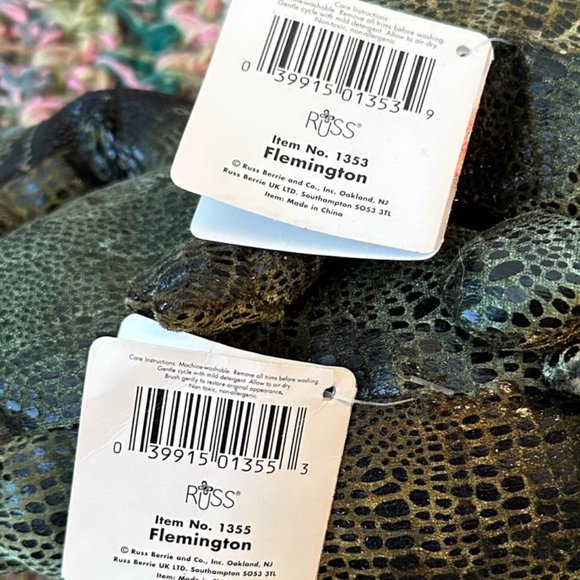 Care Instructions:
Machine-washable. Remove all trims before washing
Gentle cycle with mild detergent. Allow to air dry
Non-toxic, non-allergenic
0 39915 01353 9
RUSS®
Item No. 1353
Flemington
© Russ Berrie and Co., Inc. Oakland, NJ
Russ Berrie UK LTD, Southampton SO53 3TL
Item: Made in China
Care Instructions: Machine-washable. Remove all trims before washing
Gentle cycle with mild detergent. Allow to air dry
Brush gently to restore original appearance,
Non toxic, non-allergenic
0 39915 01355 3
RUSS®
Item No. 1355
Flemington
© Russ Berrie and Co., Inc. Oakland, NJ
Russ Berrie UK LTD, Southampton SO53 3TL
Item: Made in